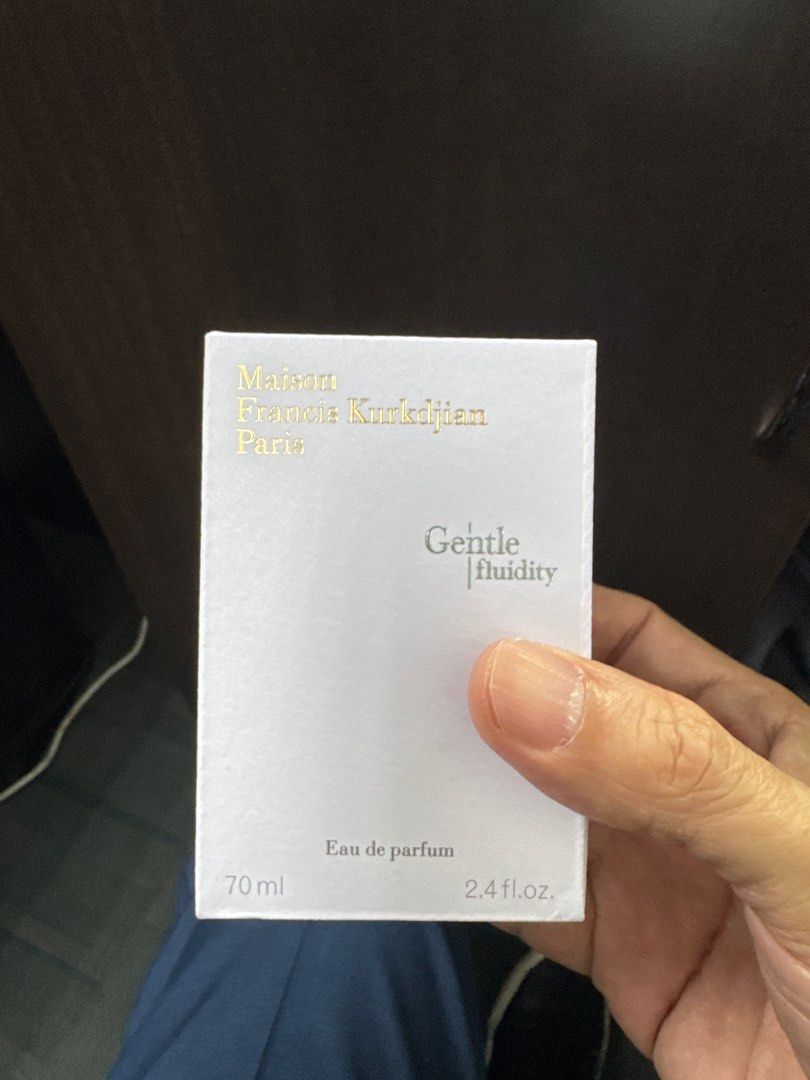 Maison
Francis Kurkdjian
Paris
Gentle
fluidity
Eau de parfum
70 ml
2.4 fl.oz.